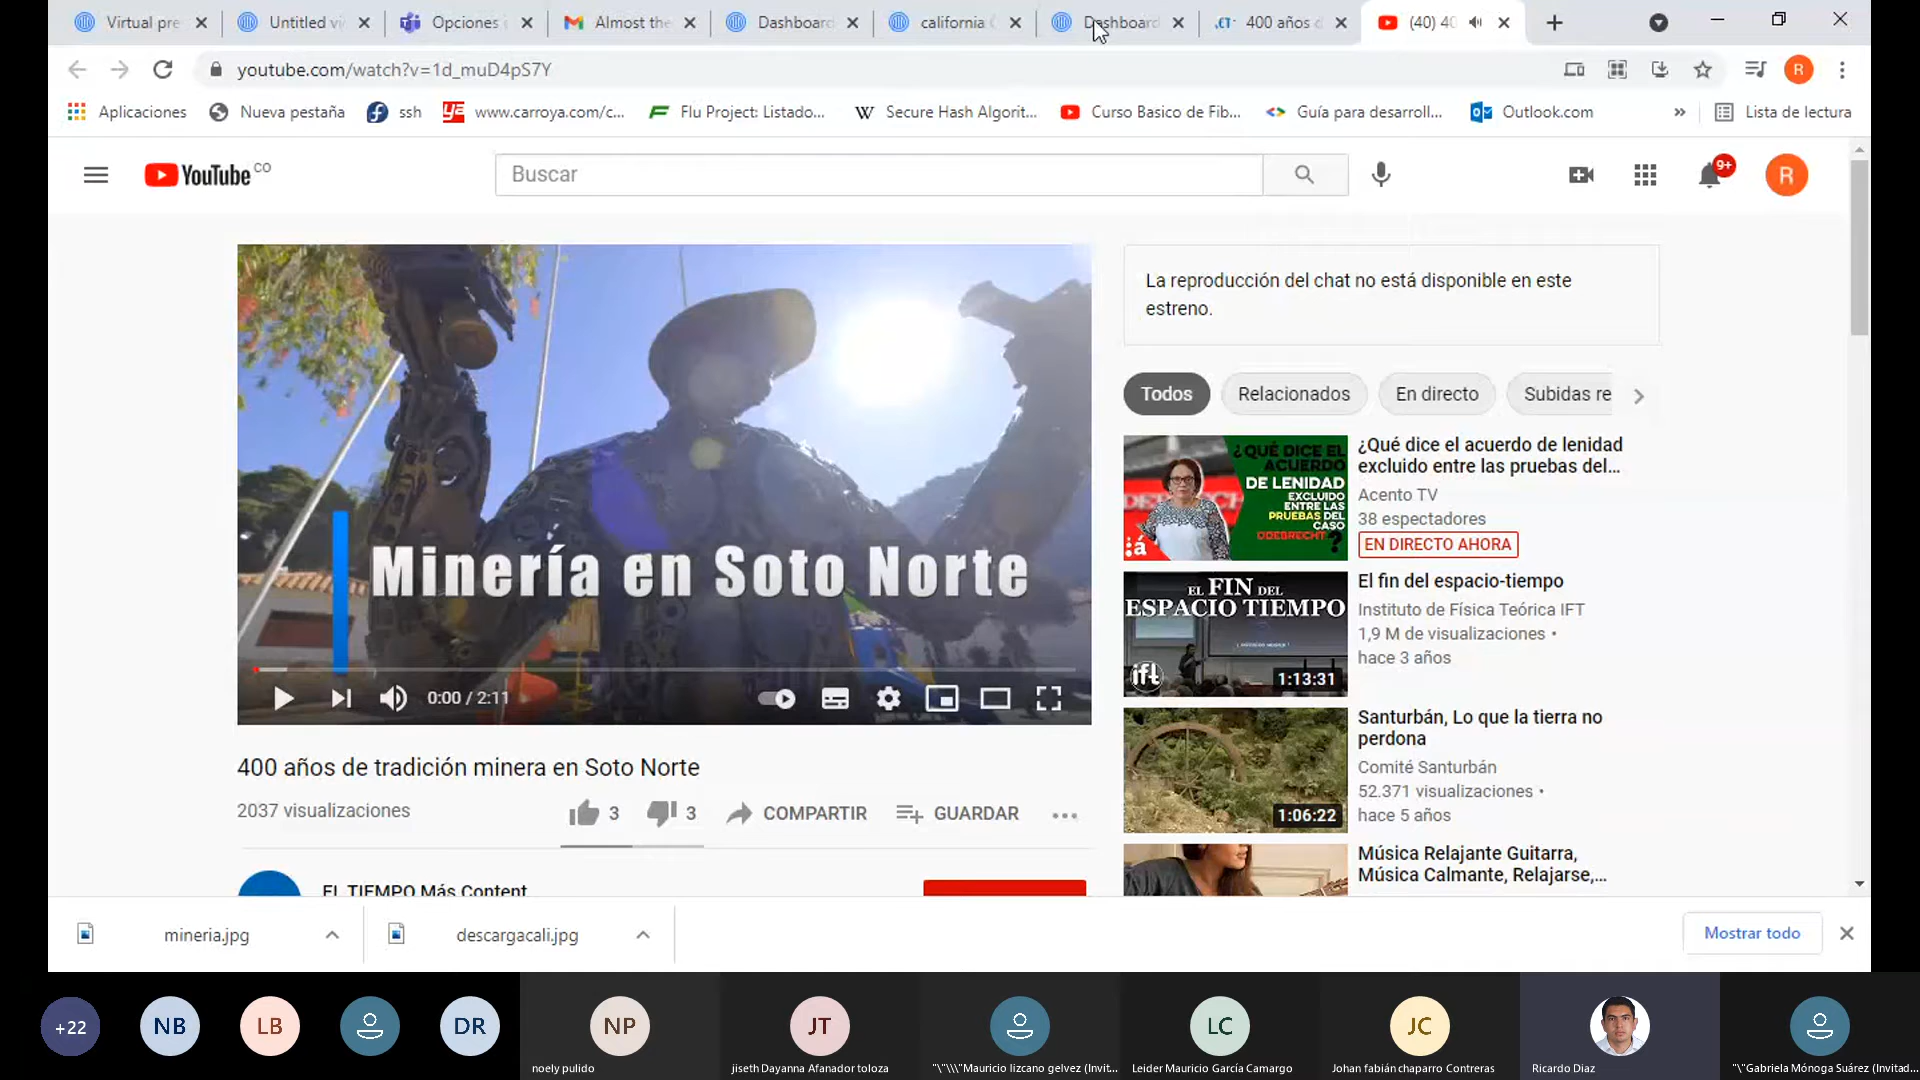 Virtual pre
Untitled vi
Opciones
Almost the
Dashboard
california
Dashboard
400 años d
(40) 40
youtube.com/watch?v=1d_muD4pS7Y
R
Aplicaciones
Nueva pestaña
ssh
www.carroya.com/c...
Flu Project: Listado...
Secure Hash Algorit...
Curso Basico de Fib...
Guía para desarroll...
Outlook.com
»
Lista de lectura
YouTube CO
Buscar
9+
R
Minería en Soto Norte
0:00 / 2:11
400 años de tradición minera en Soto Norte
2037 visualizaciones
3
3
COMPARTIR
GUARDAR
EL TIEMPO Más Content
La reproducción del chat no está disponible en este
estreno.
Todos
Relacionados
En directo
Subidas re
¿QUÉ DICE EL
ACUERDO
DE LENIDAD
EXCLUIDO
ENTRE LAS
PRUEBAS DEL
CASO
ODEBRECHT?
:á
¿Qué dice el acuerdo de lenidad
excluido entre las pruebas del...
Acento TV
38 espectadores
EN DIRECTO AHORA
EL FIN DEL
ESPACIO TIEMPO
ift
1:13:31
El fin del espacio-tiempo
Instituto de Física Teórica IFT
1,9 M de visualizaciones •
hace 3 años
1:06:22
Santurbán, Lo que la tierra no
perdona
Comité Santurbán
52.371 visualizaciones •
hace 5 años
Música Relajante Guitarra,
Música Calmante, Relajarse,...
mineria.jpg
descargacali.jpg
Mostrar todo
+22
NB
LB
DR
NP
noely pulido
JT
jiseth Dayanna Afanador toloza
"\"\\\"Mauricio lizcano gelvez (Invit...
LC
Leider Mauricio García Camargo
JC
Johan fabián chaparro Contreras
Ricardo Diaz
"\"Gabriela Mónoga Suárez (Invitad...